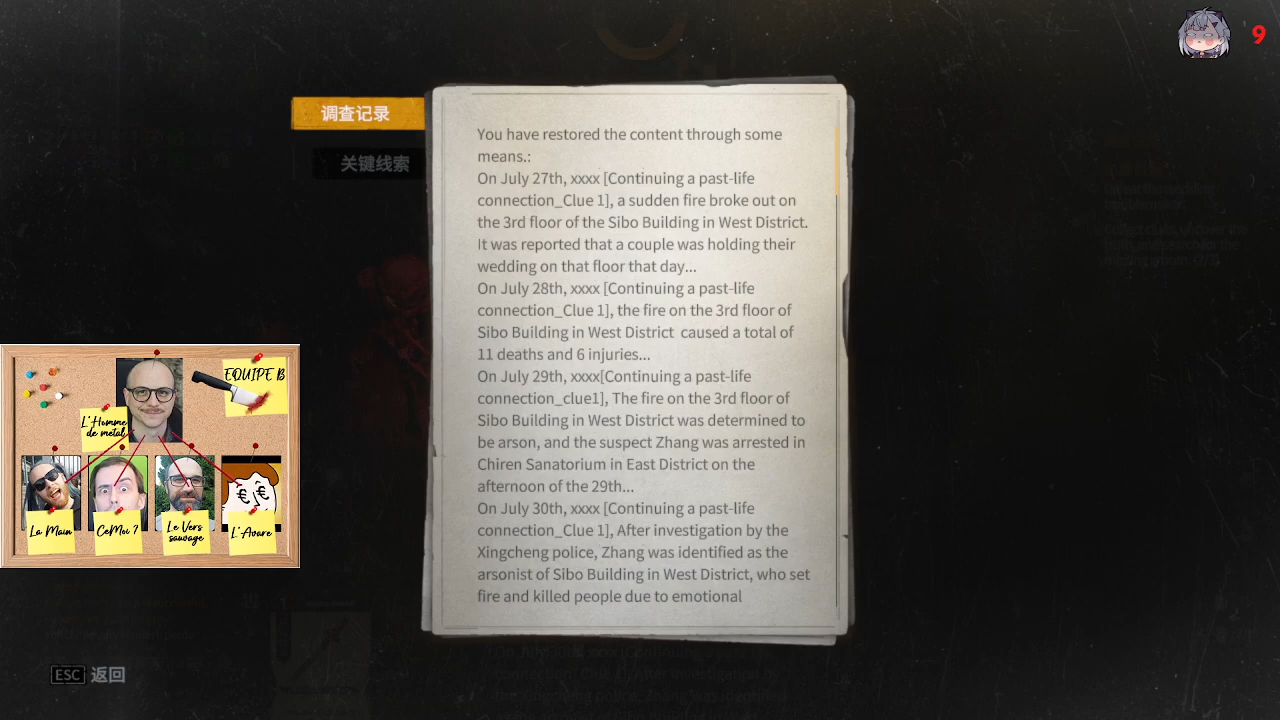 9
调查记录
关键线索
You have restored the content through some
means.:
On July 27th, xxxx [Continuing a past-life
connection_Clue 1], a sudden fire broke out on
the 3rd floor of the Sibo Building in West District.
It was reported that a couple was holding their
wedding on that floor that day...
On July 28th, xxxx [Continuing a past-life
connection_Clue 1], the fire on the 3rd floor of
Sibo Building in West District  caused a total of
11 deaths and 6 injuries...
On July 29th, xxxx[Continuing a past-life
connection_clue1], The fire on the 3rd floor of
Sibo Building in West District was determined to
be arson, and the suspect Zhang was arrested in
Chiren Sanatorium in East District on the
afternoon of the 29th...
On July 30th, xxxx [Continuing a past-life
connection_Clue 1], After investigation by the
Xingcheng police, Zhang was identified as the
arsonist of Sibo Building in West District, who set
fire and killed people due to emotional
EQUIPE B
L'Homme
de metal
La Main
CeMoi ?
Le Vers
sauvage
L'Avare
ESC 返回